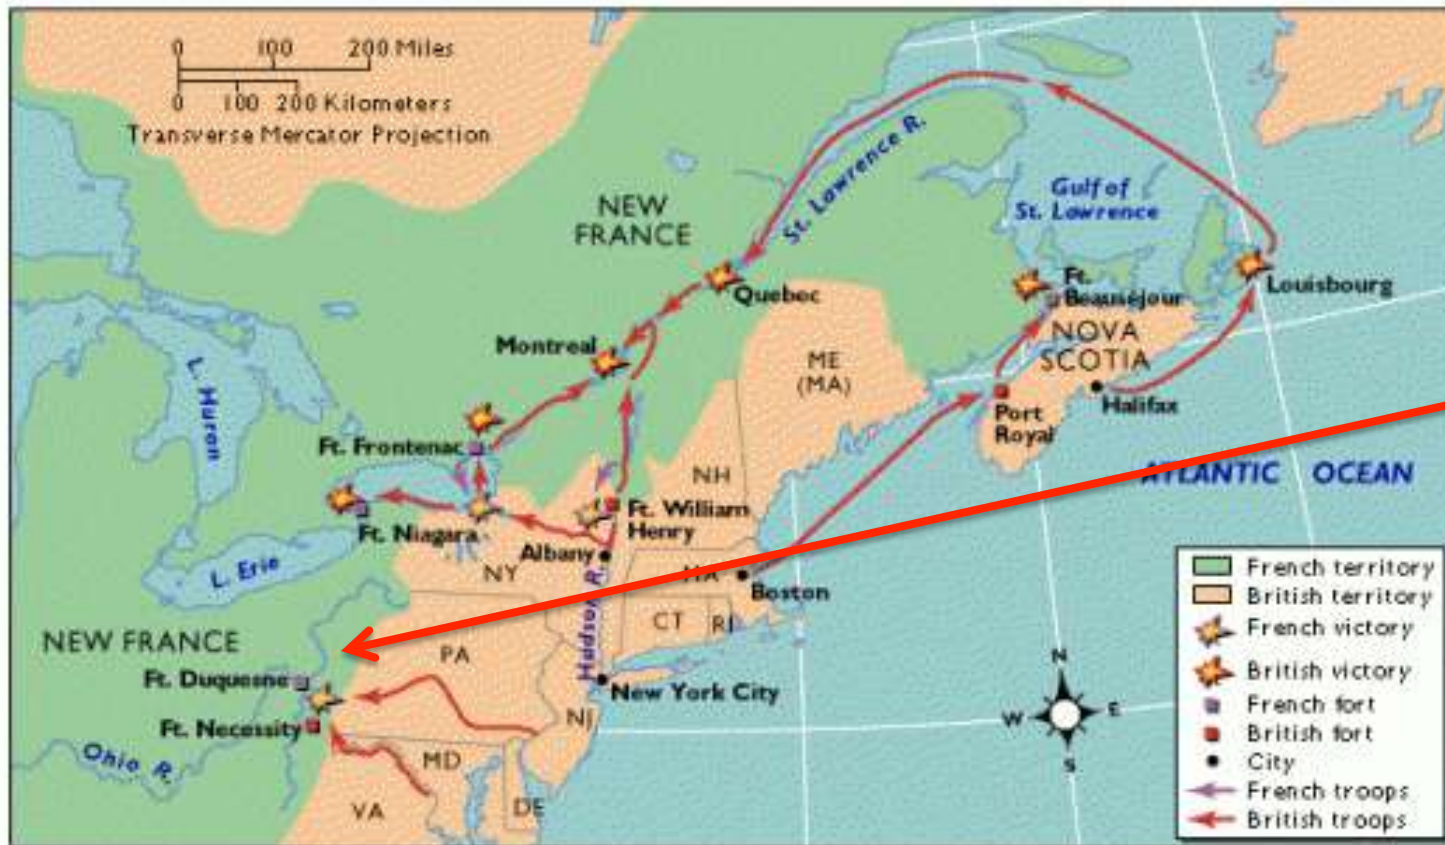 0 100 200 Miles
0 100 200 Kilometers
Transverse Mercator Projection
NEW
FRANCE
St. Lawrence R.
Gulf of
St. Lawrence
Quebec
Ft.
Beauséjour
Louisbourg
NOVA
SCOTIA
Montreal
ME
(MA)
L. Huron
Port
Royal
Halifax
Ft. Frontenac
NH
ATLANTIC OCEAN
Ft. William
Henry
Ft. Niagara
Albany
L. Erie
NY
MA
Boston
Hudson R.
CT
RI
NEW FRANCE
PA
Ft. Duquesne
New York City
Ft. Necessity
NJ
Ohio R.
MD
VA
DE
N
W E
S
French territory
British territory
French victory
British victory
French fort
British fort
City
French troops
British troops